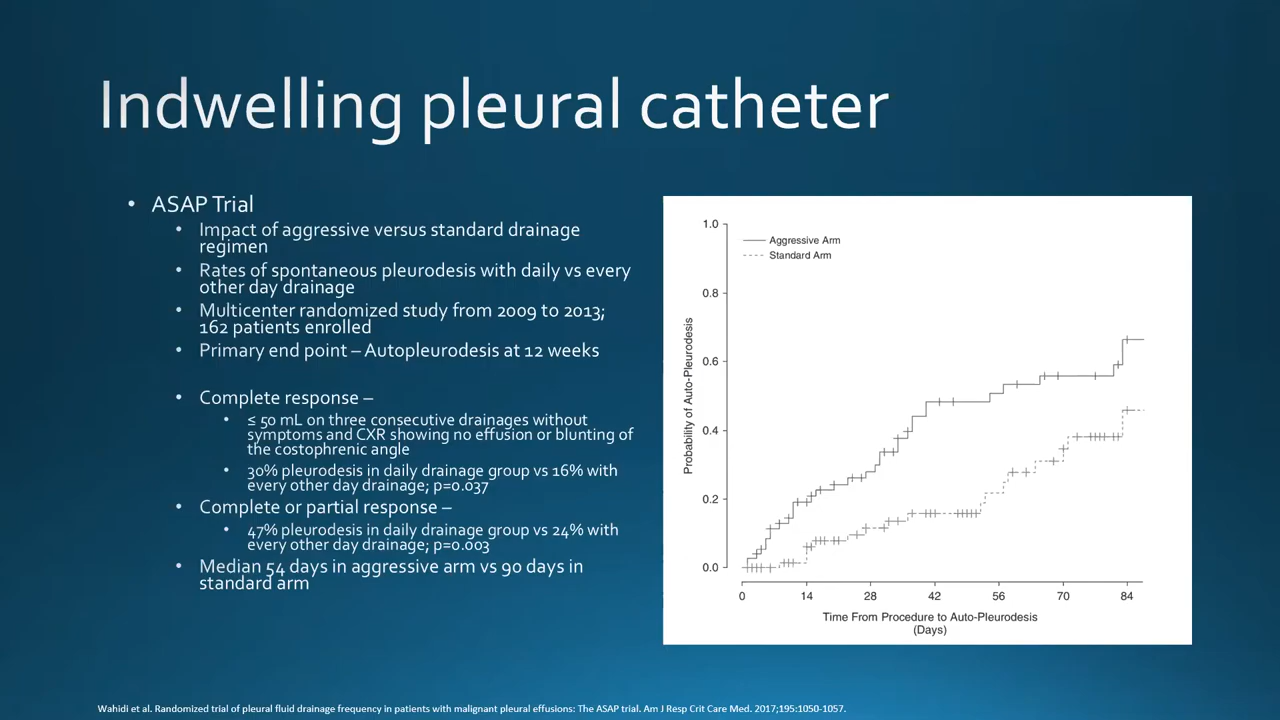 Indwelling pleural catheter
• ASAP Trial
• Impact of aggressive versus standard drainage
regimen
• Rates of spontaneous pleurodesis with daily vs every
other day drainage
• Multicenter randomized study from 2009 to 2013;
162 patients enrolled
• Primary end point – Autopleurodesis at 12 weeks
• Complete response –
• ≤ 50 mL on three consecutive drainages without
symptoms and CXR showing no effusion or blunting of
the costophrenic angle
• 30% pleurodesis in daily drainage group vs 16% with
every other day drainage; p=0.037
• Complete or partial response –
• 47% pleurodesis in daily drainage group vs 24% with
every other day drainage; p=0.003
• Median 54 days in aggressive arm vs 90 days in
standard arm
Aggressive Arm
Standard Arm
Probability of Auto-Pleurodesis
1.0
0.8
0.6
0.4
0.2
0.0
0 14 28 42 56 70 84
Time From Procedure to Auto-Pleurodesis
(Days)
Wahidi et al. Randomized trial of pleural fluid drainage frequency in patients with malignant pleural effusions: The ASAP trial. Am J Resp Crit Care Med. 2017;195:1050-1057.